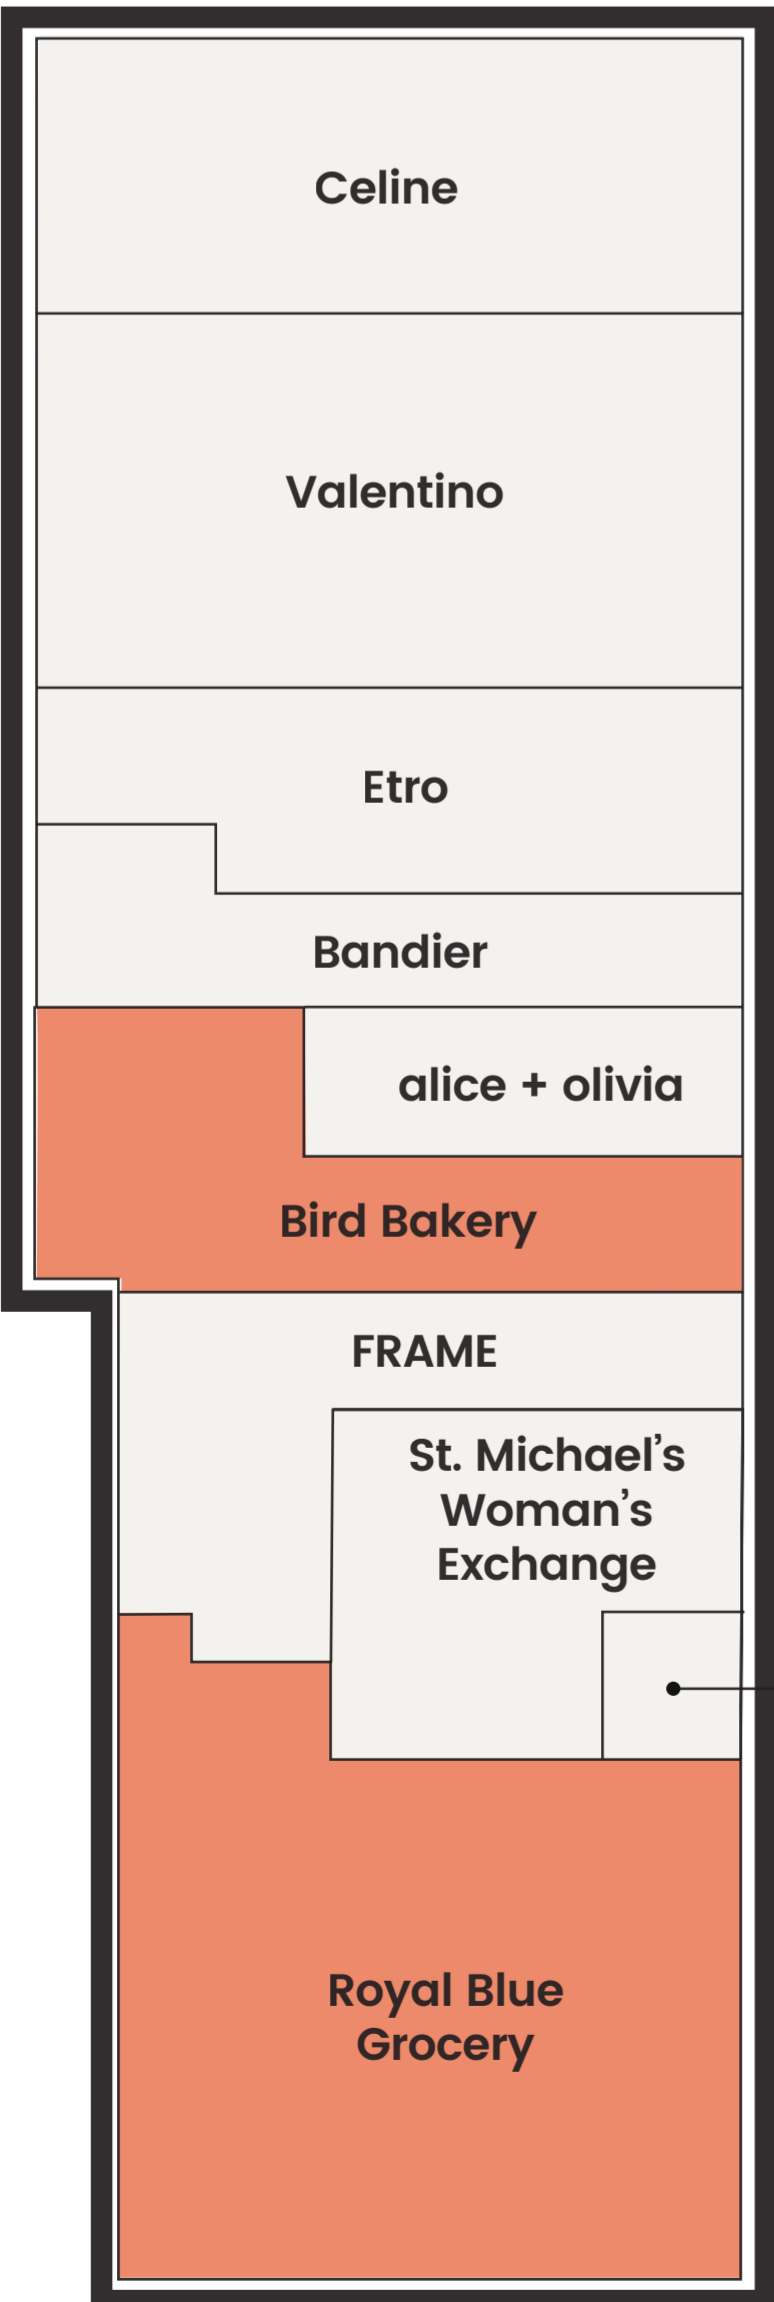 Celine
Valentino
Etro
Bandier
alice + olivia
Bird Bakery
FRAME
St. Michael’s
Woman’s
Exchange
Royal Blue
Grocery